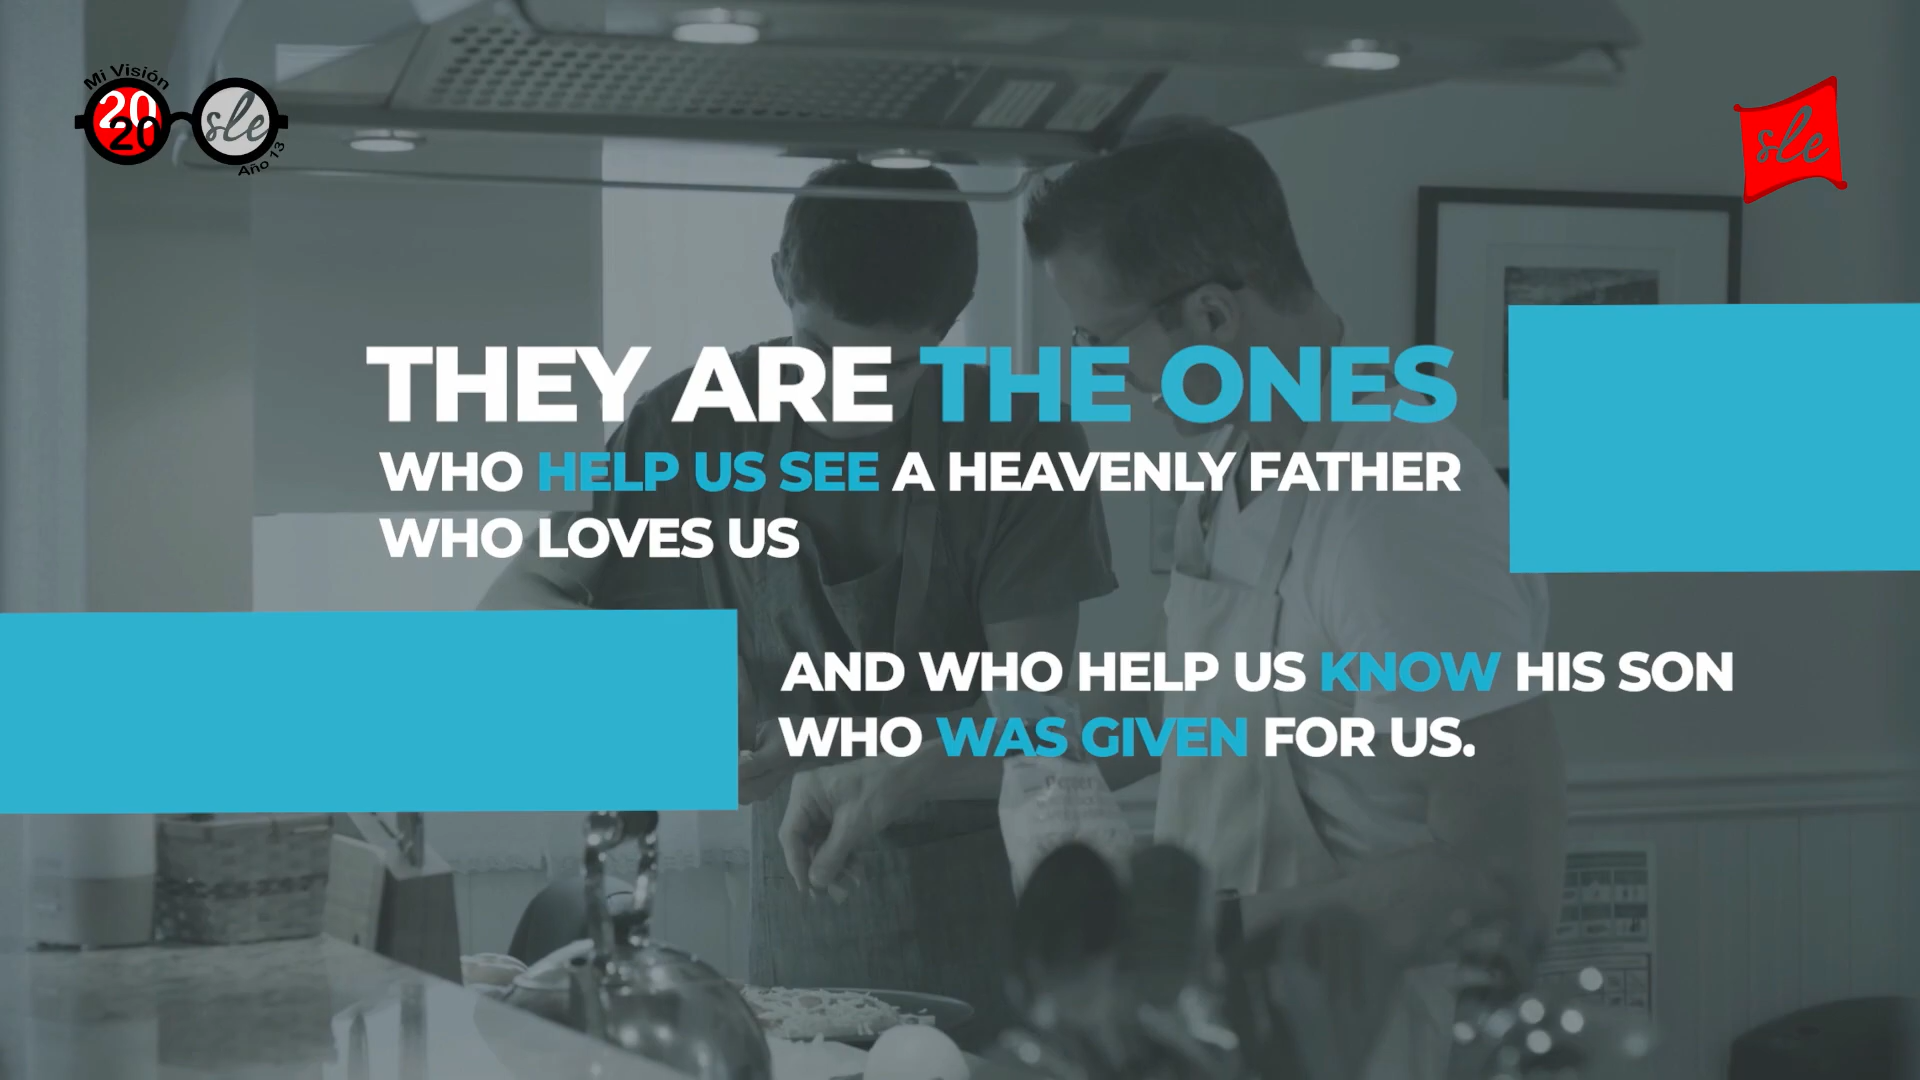 Mi Visión
20
20
sle
Año 13
sle
THEY ARE THE ONES
WHO HELP US SEE A HEAVENLY FATHER
WHO LOVES US
AND WHO HELP US KNOW HIS SON
WHO WAS GIVEN FOR US.